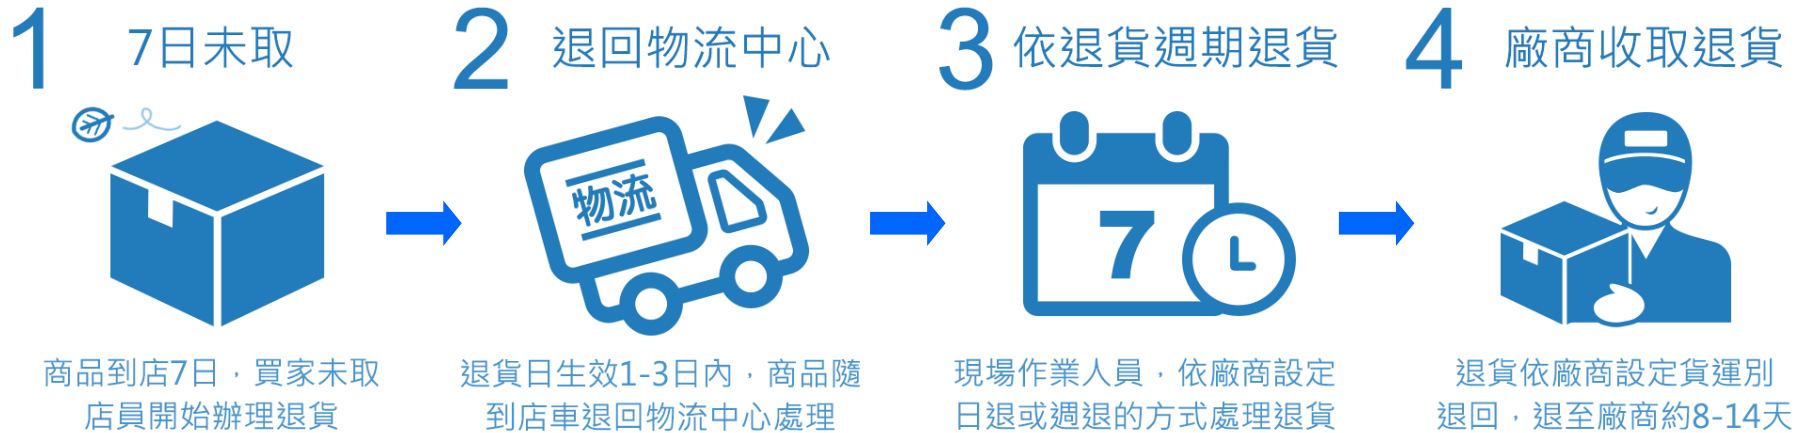 1 7日未取
2 退回物流中心
3 依退貨週期退貨
4 廠商收取退貨
物流
7
商品到店7日，買家未取
店員開始辦理退貨
退貨日生效1-3日內，商品隨
到店車退回物流中心處理
現場作業人員，依廠商設定
日退或週退的方式處理退貨
退貨依廠商設定貨運別
退回，退至廠商約8-14天